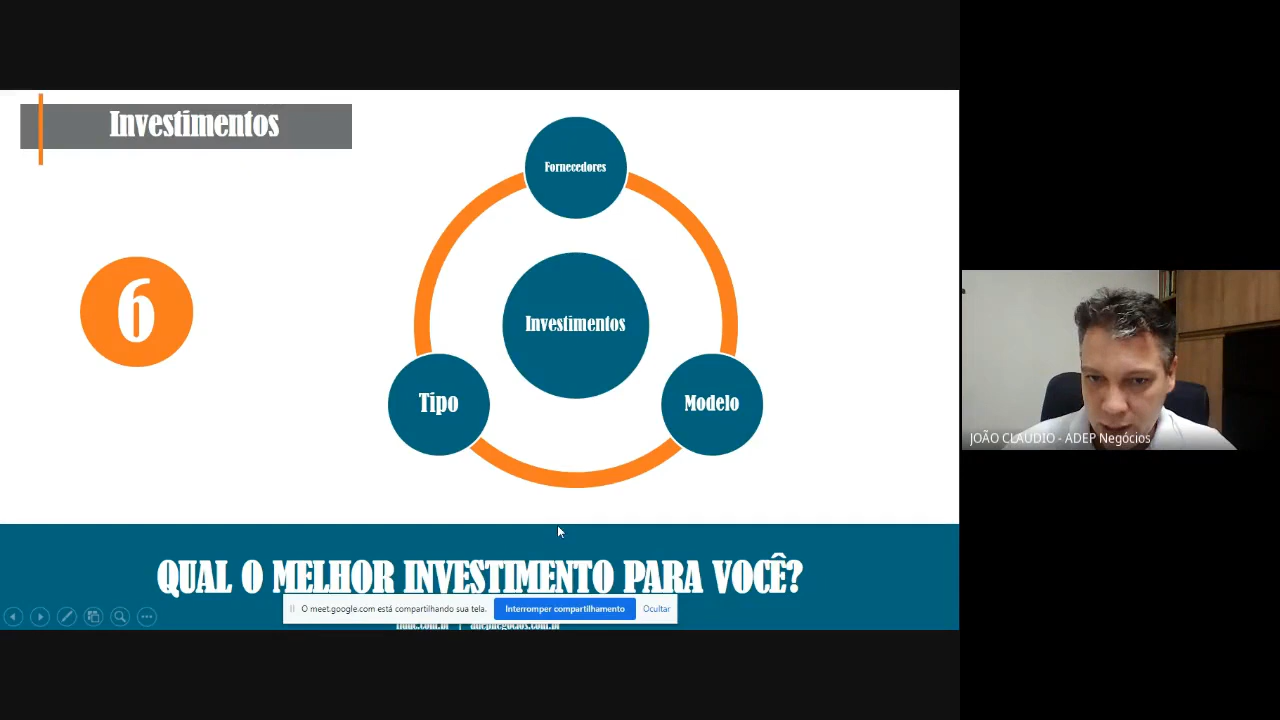 Investimentos
Fornecedores
6
Investimentos
Tipo
Modelo
QUAL O MELHOR INVESTIMENTO PARA VOCÊ?
O meet.google.com está compartilhando sua tela.
Interromper compartilhamento
Ocultar
JOÃO CLAUDIO - ADEP Negócios